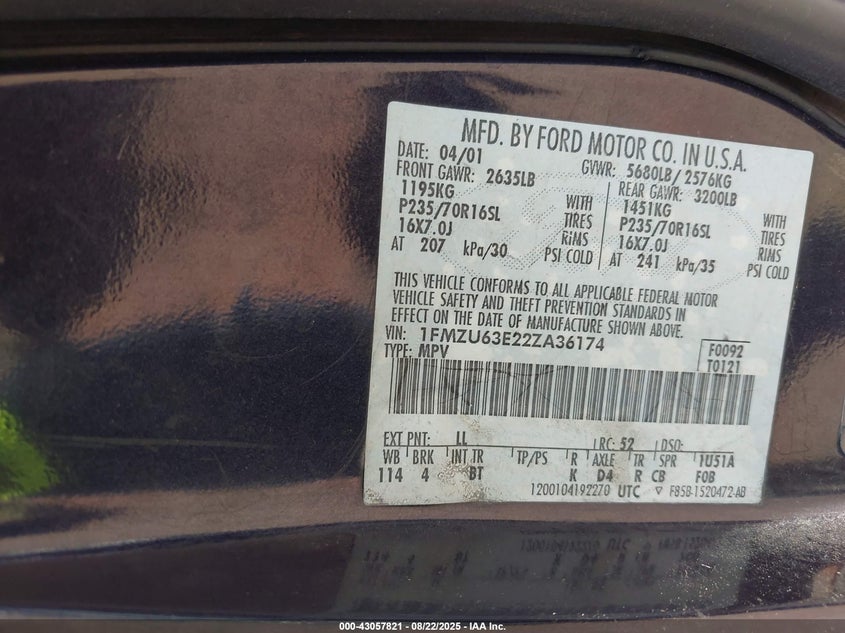 MFD. BY FORD MOTOR CO. IN U.S.A.
DATE: 04/01 GVWR: 5680LB/ 2576KG
FRONT GAWR: 2635LB REAR GAWR: 3200LB
1195KG WITH 1451KG WITH
P235/70R16SL TIRES P235/70R16SL TIRES
16X7.0J RIMS 16X7.0J RIMS
AT 207 kPa/30 PSI COLD AT 241 kPa/35 PSI COLD
THIS VEHICLE CONFORMS TO ALL APPLICABLE FEDERAL MOTOR
VEHICLE SAFETY AND THEFT PREVENTION STANDARDS IN
EFFECT ON THE DATE OF MANUFACTURE SHOWN ABOVE.
VIN: 1FMZU63E22ZA36174 F0092
TYPE: MPV T0121
EXT PNT: LL RC: 52 DSO:
WB BRK INT TR TP/PS R AXLE TR SPR 1U51A
114 4 BT K D4 R CB FOB
1200104192270 UTC ▽ F85B-1520472-AB
000-43057821 - 08/22/2025 - IAA Inc.